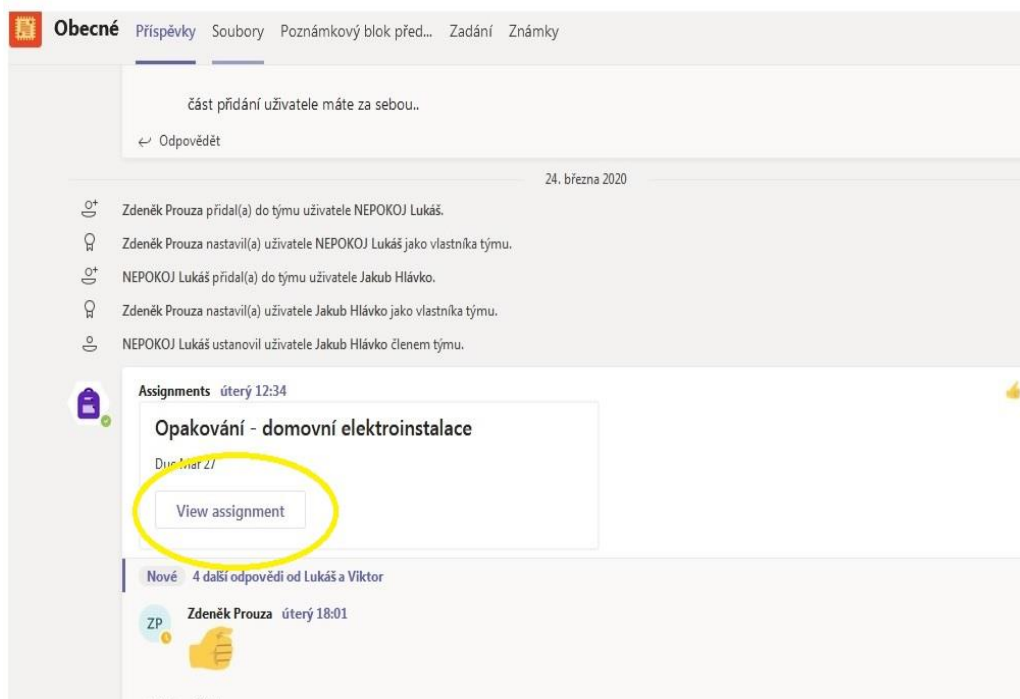 Obecné Příspěvky Soubory Poznámkový blok před... Zadání Známky
část přidání uživatele máte za sebou..
Odpovědět
24. března 2020
Zdeněk Prouza přidal(a) do týmu uživatele NEPOKOJ Lukáš.
Zdeněk Prouza nastavil(a) uživatele NEPOKOJ Lukáš jako vlastníka týmu.
NEPOKOJ Lukáš přidal(a) do týmu uživatele Jakub Hlávko.
Zdeněk Prouza nastavil(a) uživatele Jakub Hlávko jako vlastníka týmu.
NEPOKOJ Lukáš ustanovil uživatele Jakub Hlávko členem týmu.
Assignments úterý 12:34
Opakování - domovní elektroinstalace
Due Mar 27
View assignment
Nové 4 další odpovědi od Lukáš a Viktor
ZP Zdeněk Prouza úterý 18:01